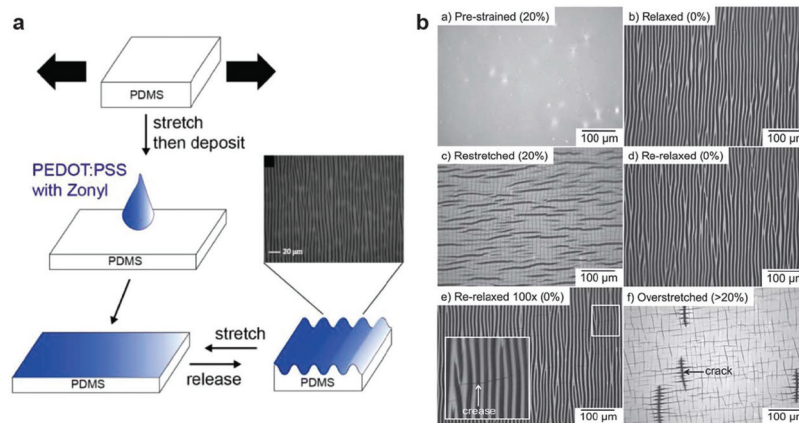 a
PDMS
stretch
then deposit
PEDOT:PSS
with Zonyl
PDMS
20 µm
stretch
release
PDMS
PDMS
b
a) Pre-strained (20%)
100 µm
b) Relaxed (0%)
100 µm
c) Restretched (20%)
100 µm
d) Re-relaxed (0%)
100 µm
e) Re-relaxed 100x (0%)
crease
100 µm
f) Overstretched (>20%)
crack
100 µm